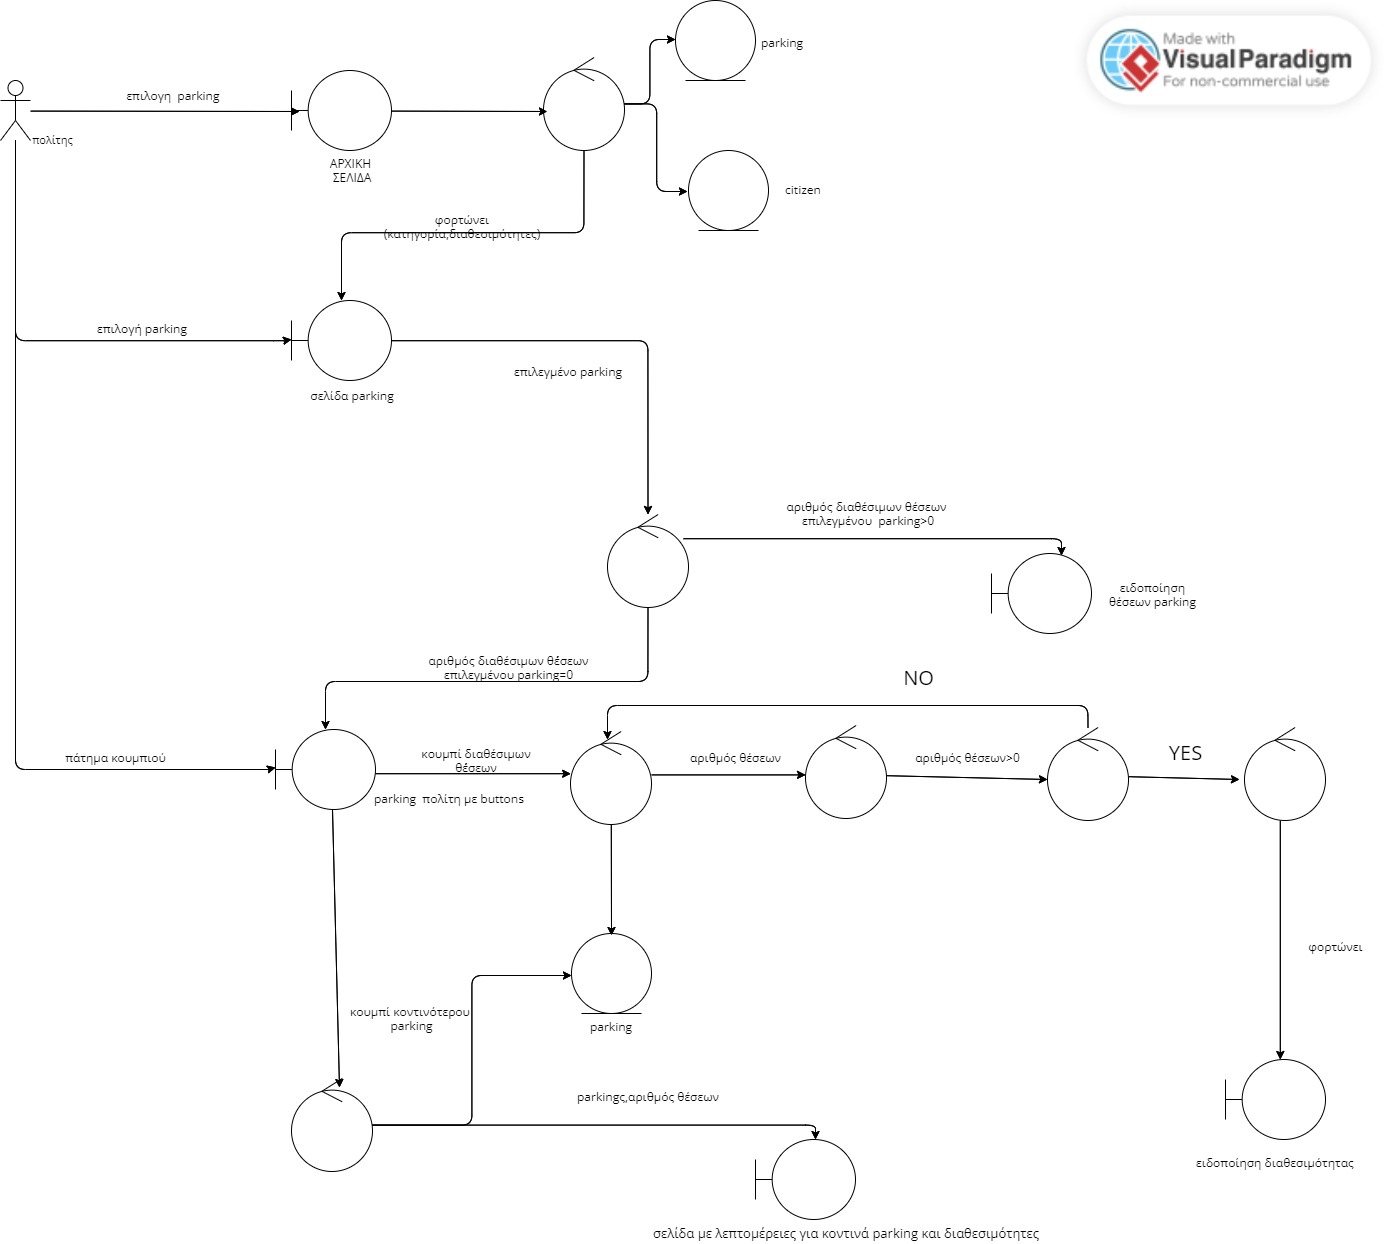 parking
Made with
Visual Paradigm
For non-commercial use
επιλογη parking
πολίτης
ΑΡΧΙΚΗ
ΣΕΛΙΔΑ
citizen
φορτώνει
(κατηγορία,διαθεσιμότητες)
επιλογή parking
επιλεγμένο parking
σελίδα parking
αριθμός διαθέσιμων θέσεων
επιλεγμένου parking>0
ειδοποίηση
θέσεων parking
αριθμός διαθέσιμων θέσεων
επιλεγμένου parking=0
NO
πάτημα κουμπιού
κουμπί διαθέσιμων
θέσεων
αριθμός θέσεων
αριθμός θέσεων>0
YES
parking πολίτη με buttons
φορτώνει
κουμπί κοντινότερου
parking
parking
parkingς,αριθμός θέσεων
ειδοποίηση διαθεσιμότητας
σελίδα με λεπτομέρειες για κοντινά parking και διαθεσιμότητες